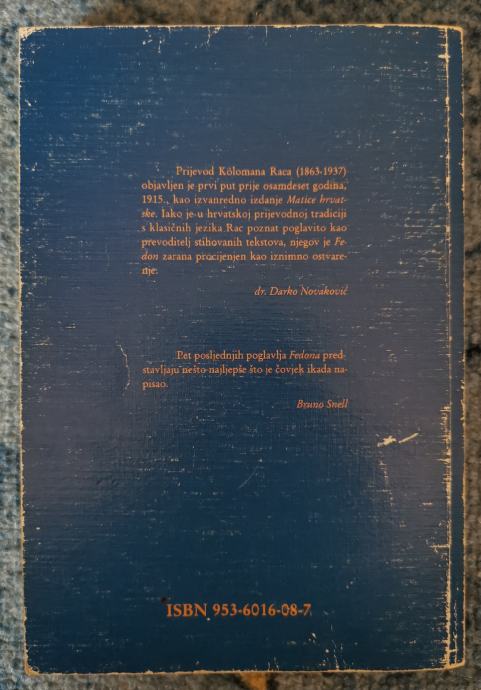 Prijevod Kolomana Raca (1863-1937)
objavljen je prvi put prije osamdeset godina,
1915., kao izvanredno izdanje Matice hrvat-
ske. Iako je u hrvatskoj prijevodnoj tradiciji
s klasičnih jezika Rac poznat poglavito kao
prevoditelj stihovanih tekstova, njegov je Fe-
don zarana procijenjen kao iznimno ostvare-
nje.
dr. Darko Novaković
Pet posljednjih poglavlja Fedona pred-
stavljaju nešto najljepše što je čovjek ikada na-
pisao.
Bruno Snell
ISBN 953-6016-08-7